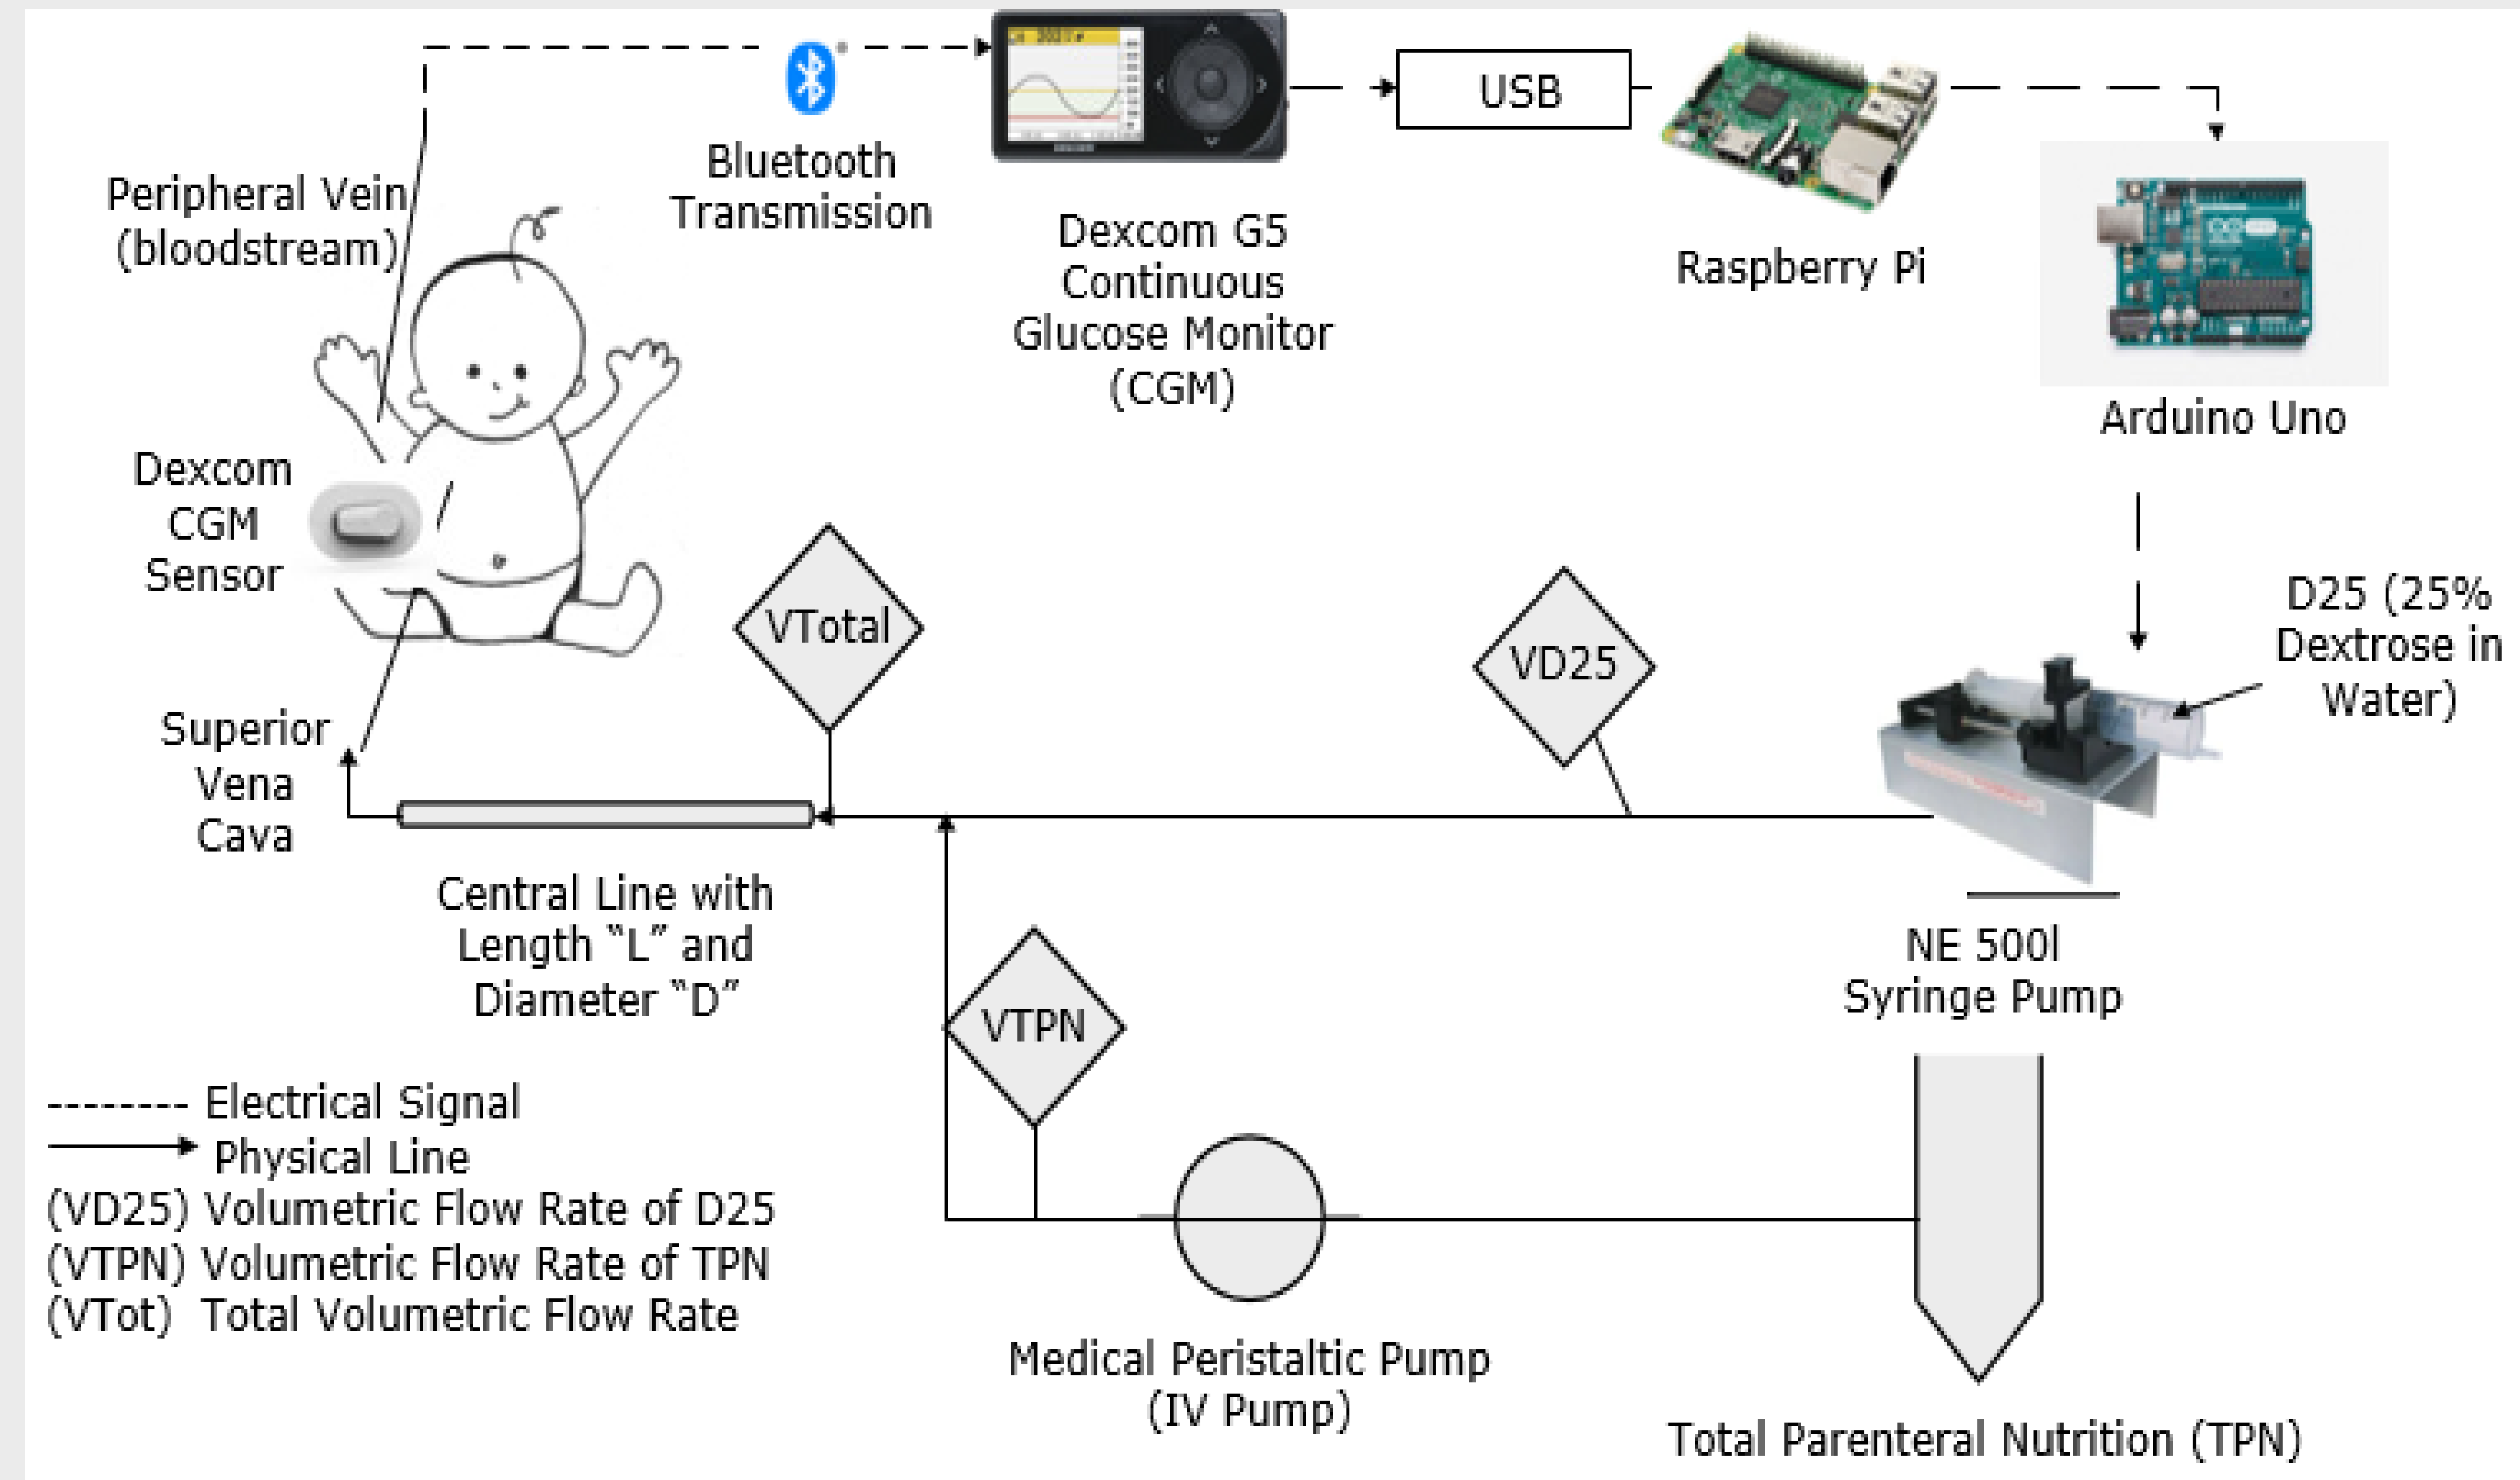 Peripheral Vein
(bloodstream)
Bluetooth
Transmission
Dexcom G5
Continuous
Glucose Monitor
(CGM)
USB
Raspberry Pi
Arduino Uno
Dexcom
CGM
Sensor
VTotal
VD25
D25 (25%
Dextrose in
Water)
Superior
Vena
Cava
Central Line with
Length “L” and
Diameter “D”
VTPN
NE 500l
Syringe Pump
-------- Electrical Signal
Physical Line
(VD25) Volumetric Flow Rate of D25
(VTPN) Volumetric Flow Rate of TPN
(VTot) Total Volumetric Flow Rate
Medical Peristaltic Pump
(IV Pump)
Total Parenteral Nutrition (TPN)